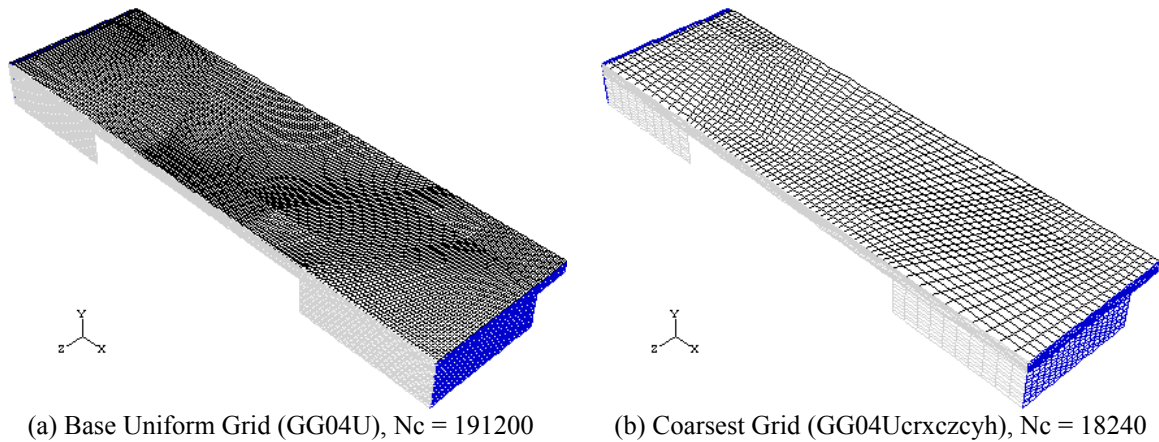 Y
Z
X
Y
Z
X
(a) Base Uniform Grid (GG04U), Nc = 191200
(b) Coarsest Grid (GG04Ucrxczcyh), Nc = 18240